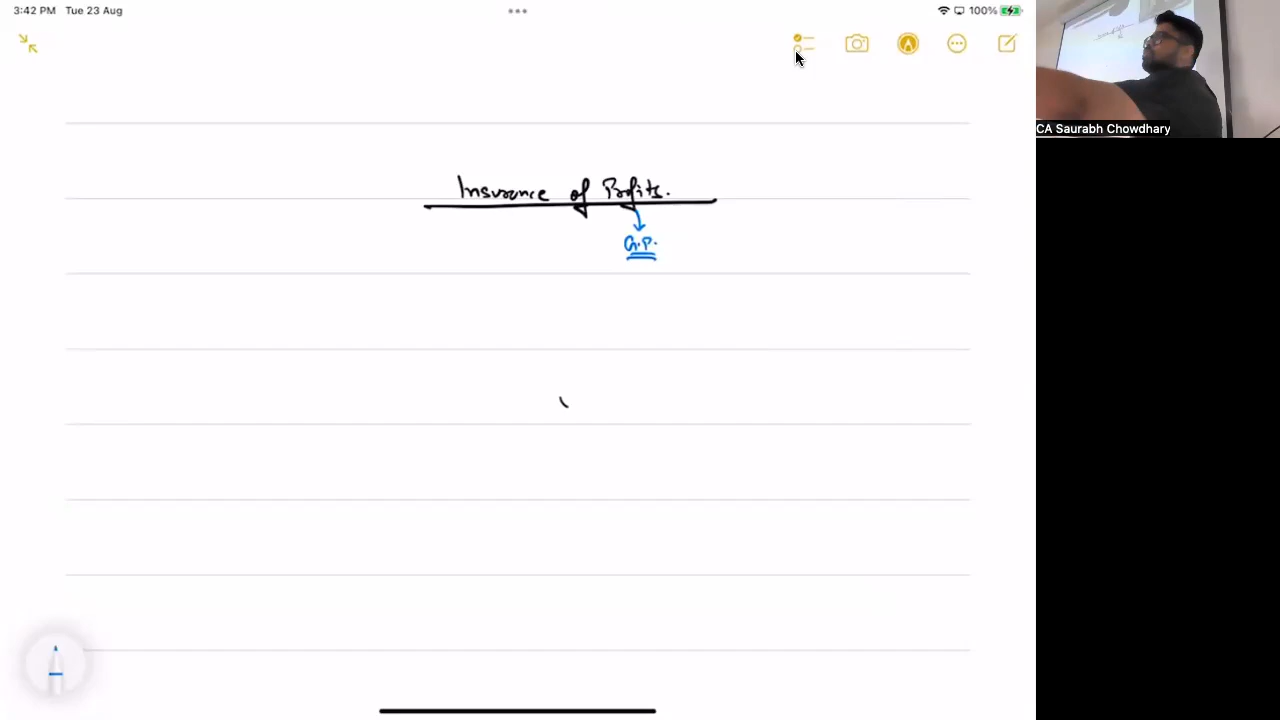 3:42 PM Tue 23 Aug
100%
Insurance of Profits.
G.P.
CA Saurabh Chowdhary